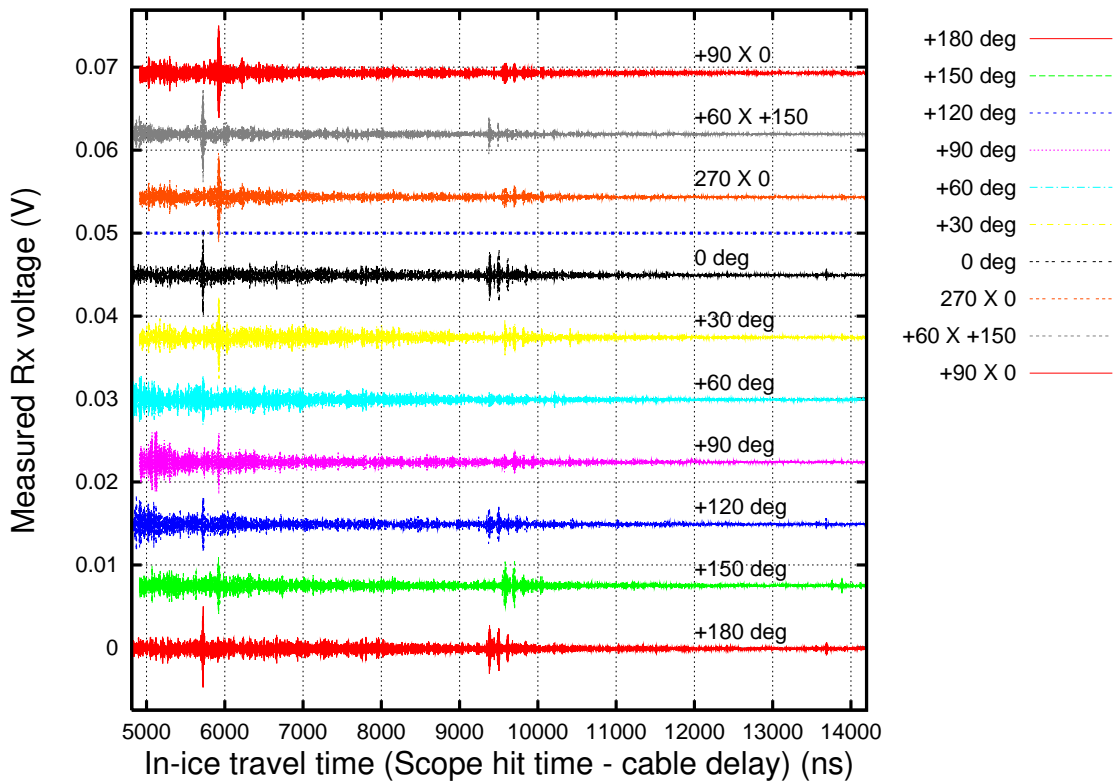 Measured Rx voltage (V)
0.07
0.06
0.05
0.04
0.03
0.02
0.01
0
+90 X 0
+60 X +150
270 X 0
0 deg
+30 deg
+60 deg
+90 deg
+120 deg
+150 deg
+180 deg
5000 6000 7000 8000 9000 10000 11000 12000 13000 14000
In-ice travel time (Scope hit time - cable delay) (ns)
+180 deg
+150 deg
+120 deg
+90 deg
+60 deg
+30 deg
0 deg
270 X 0
+60 X +150
+90 X 0